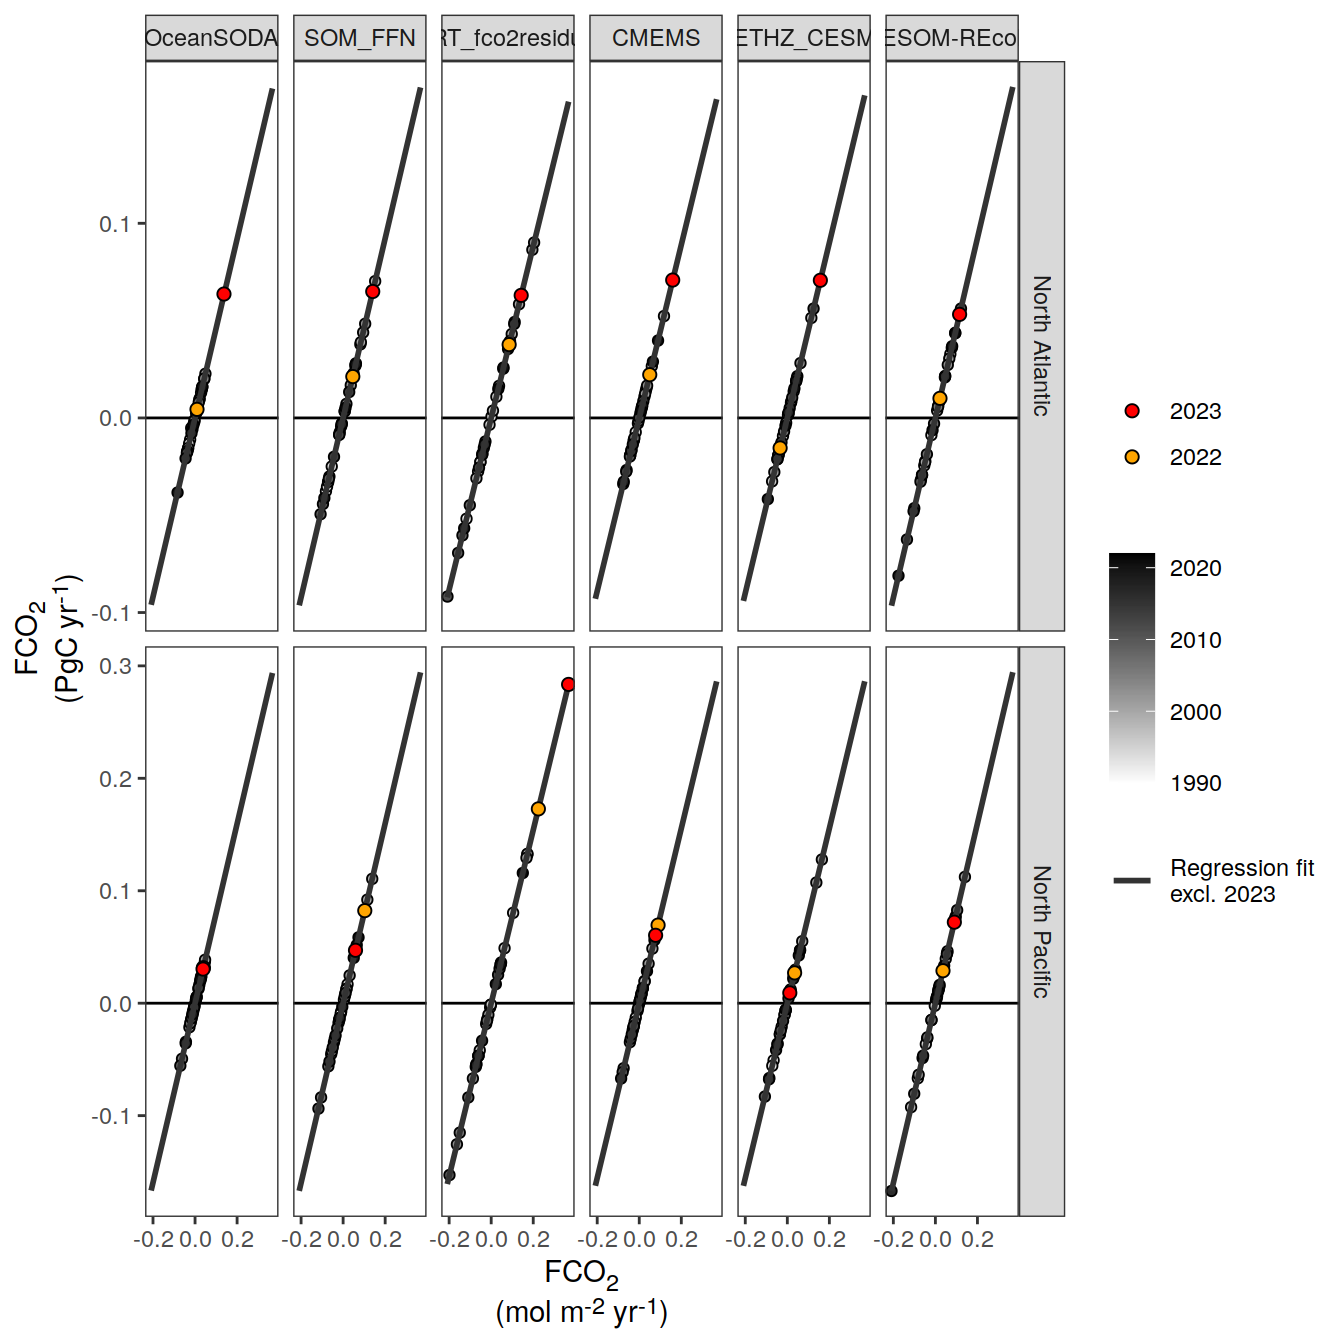 OceanSODA SOM_FFN RT_fco2residu CMEMS ETHZ_CESM ESOM-REco
0.1
0.0
-0.1
North Atlantic
0.3
0.2
0.1
0.0
-0.1
North Pacific
FCO2
(PgC yr-1)
-0.2 0.0 0.2 -0.2 0.0 0.2 -0.2 0.0 0.2 -0.2 0.0 0.2 -0.2 0.0 0.2 -0.2 0.0 0.2
FCO2
(mol m-2 yr-1)
2023
2022
2020
2010
2000
1990
Regression fit
excl. 2023